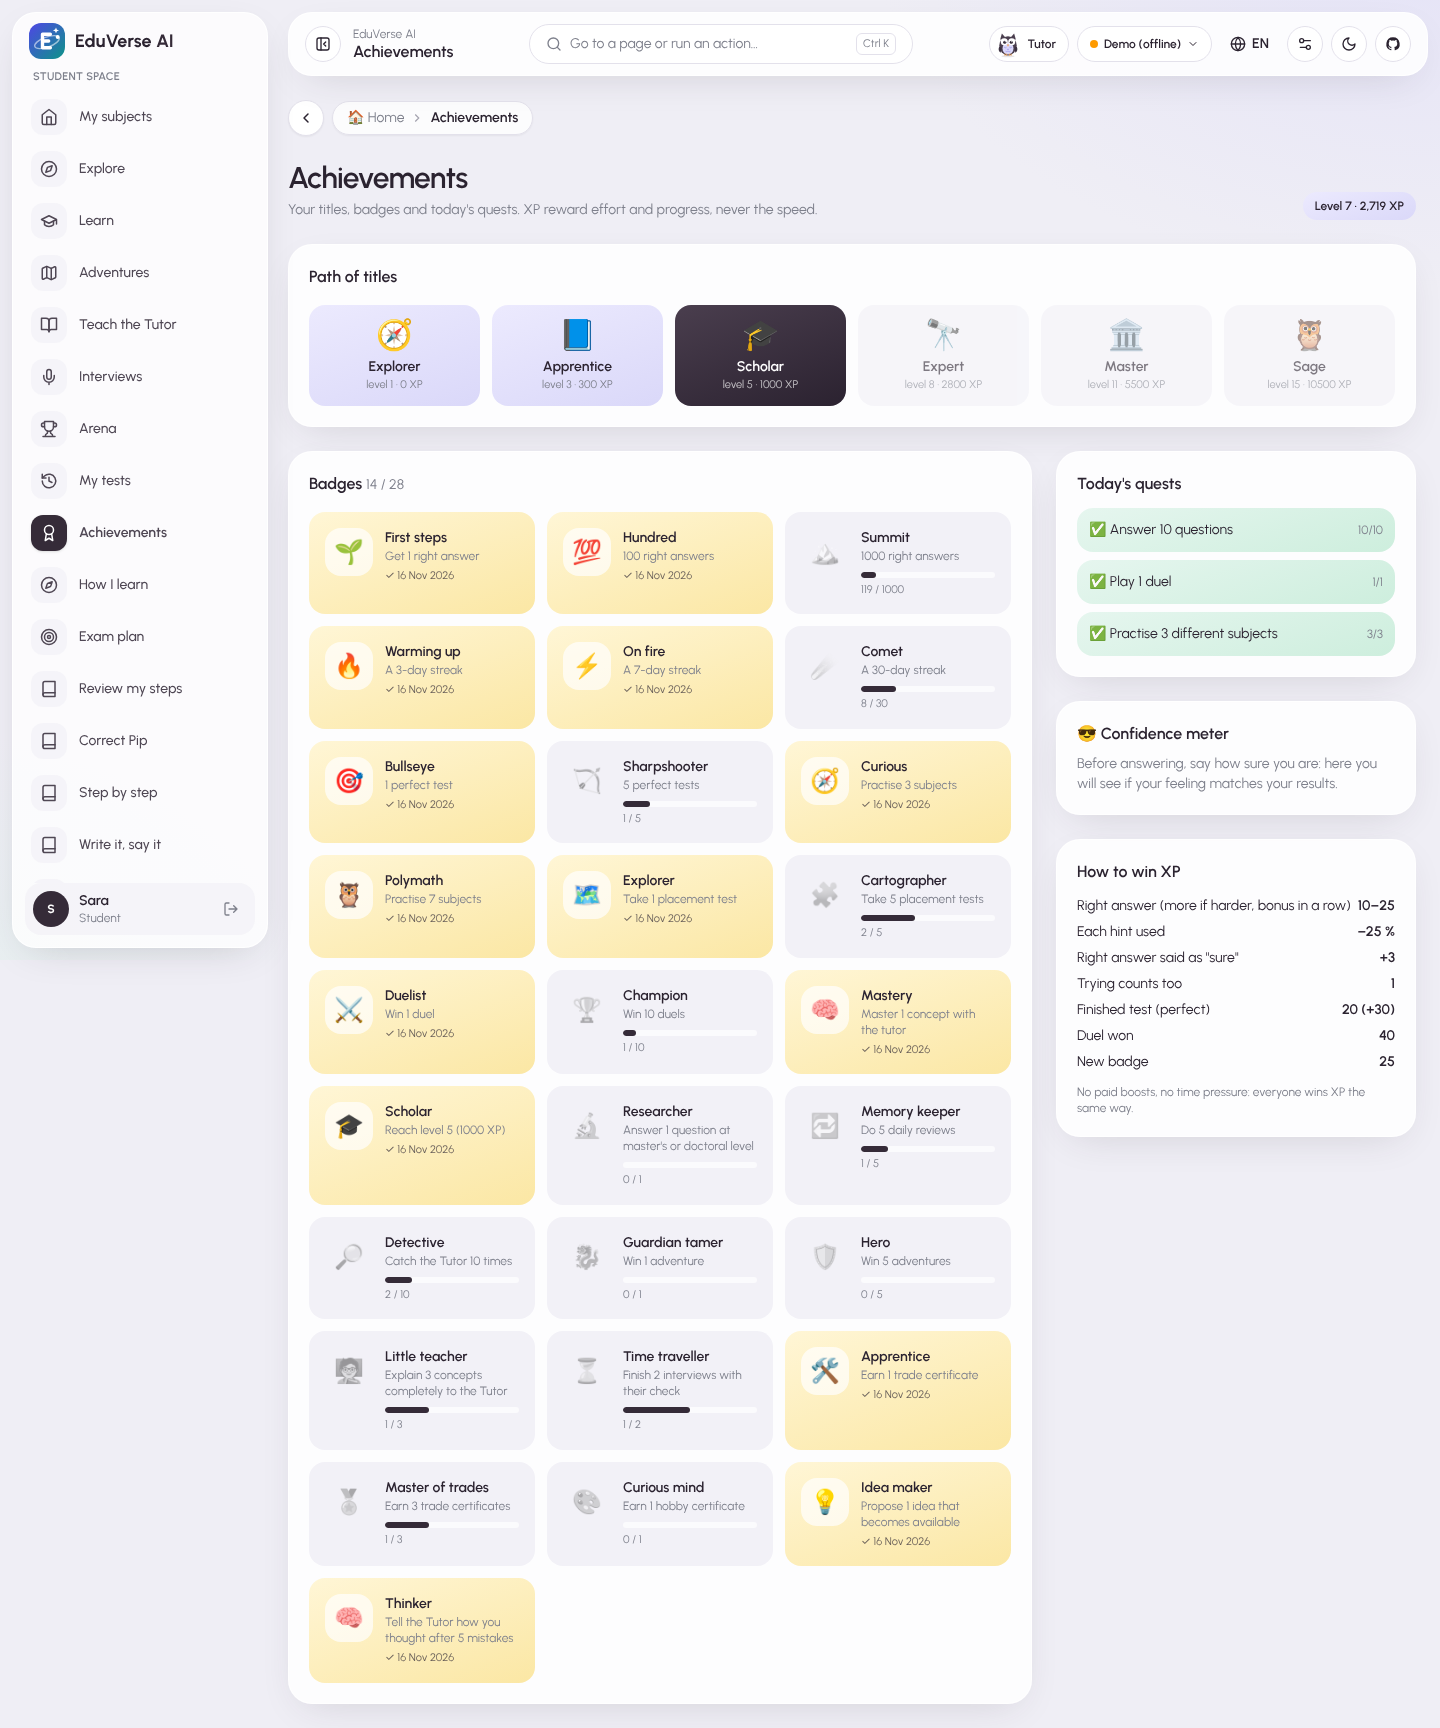 EduVerse AI
STUDENT SPACE
My subjects
Explore
Learn
Adventures
Teach the Tutor
Interviews
Arena
My tests
Achievements
How I learn
Exam plan
Review my steps
Correct Pip
Step by step
Write it, say it
S
Sara
Student
EduVerse AI
Achievements
Go to a page or run an action...
Ctrl K
Tutor
Demo (offline)
EN
Home
Achievements
Achievements
Your titles, badges and today's quests. XP reward effort and progress, never the speed.
Level 7 · 2,719 XP
Path of titles
Explorer
level 1 · 0 XP
Apprentice
level 3 · 300 XP
Scholar
level 5 · 1000 XP
Expert
level 8 · 2800 XP
Master
level 11 · 5500 XP
Sage
level 15 · 10500 XP
Badges 14 / 28
First steps
Get 1 right answer
✓ 16 Nov 2026
Hundred
100 right answers
✓ 16 Nov 2026
Summit
1000 right answers
119 / 1000
Warming up
A 3-day streak
✓ 16 Nov 2026
On fire
A 7-day streak
✓ 16 Nov 2026
Comet
A 30-day streak
8 / 30
Bullseye
1 perfect test
✓ 16 Nov 2026
Sharpshooter
5 perfect tests
1 / 5
Curious
Practise 3 subjects
✓ 16 Nov 2026
Polymath
Practise 7 subjects
✓ 16 Nov 2026
Explorer
Take 1 placement test
✓ 16 Nov 2026
Cartographer
Take 5 placement tests
2 / 5
Duelist
Win 1 duel
✓ 16 Nov 2026
Champion
Win 10 duels
1 / 10
Mastery
Master 1 concept with
the tutor
✓ 16 Nov 2026
Scholar
Reach level 5 (1000 XP)
✓ 16 Nov 2026
Researcher
Answer 1 question at
master's or doctoral level
0 / 1
Memory keeper
Do 5 daily reviews
1 / 5
Detective
Catch the Tutor 10 times
2 / 10
Guardian tamer
Win 1 adventure
0 / 1
Hero
Win 5 adventures
0 / 5
Little teacher
Explain 3 concepts
completely to the Tutor
1 / 3
Time traveller
Finish 2 interviews with
their check
1 / 2
Apprentice
Earn 1 trade certificate
✓ 16 Nov 2026
Master of trades
Earn 3 trade certificates
1 / 3
Curious mind
Earn 1 hobby certificate
0 / 1
Idea maker
Propose 1 idea that
becomes available
✓ 16 Nov 2026
Thinker
Tell the Tutor how you
thought after 5 mistakes
✓ 16 Nov 2026
Today's quests
✅ Answer 10 questions 10/10
✅ Play 1 duel 1/1
✅ Practise 3 different subjects 3/3
😎 Confidence meter
Before answering, say how sure you are: here you
will see if your feeling matches your results.
How to win XP
Right answer (more if harder, bonus in a row) 10–25
Each hint used −25 %
Right answer said as "sure" +3
Trying counts too 1
Finished test (perfect) 20 (+30)
Duel won 40
New badge 25
No paid boosts, no time pressure: everyone wins XP the
same way.